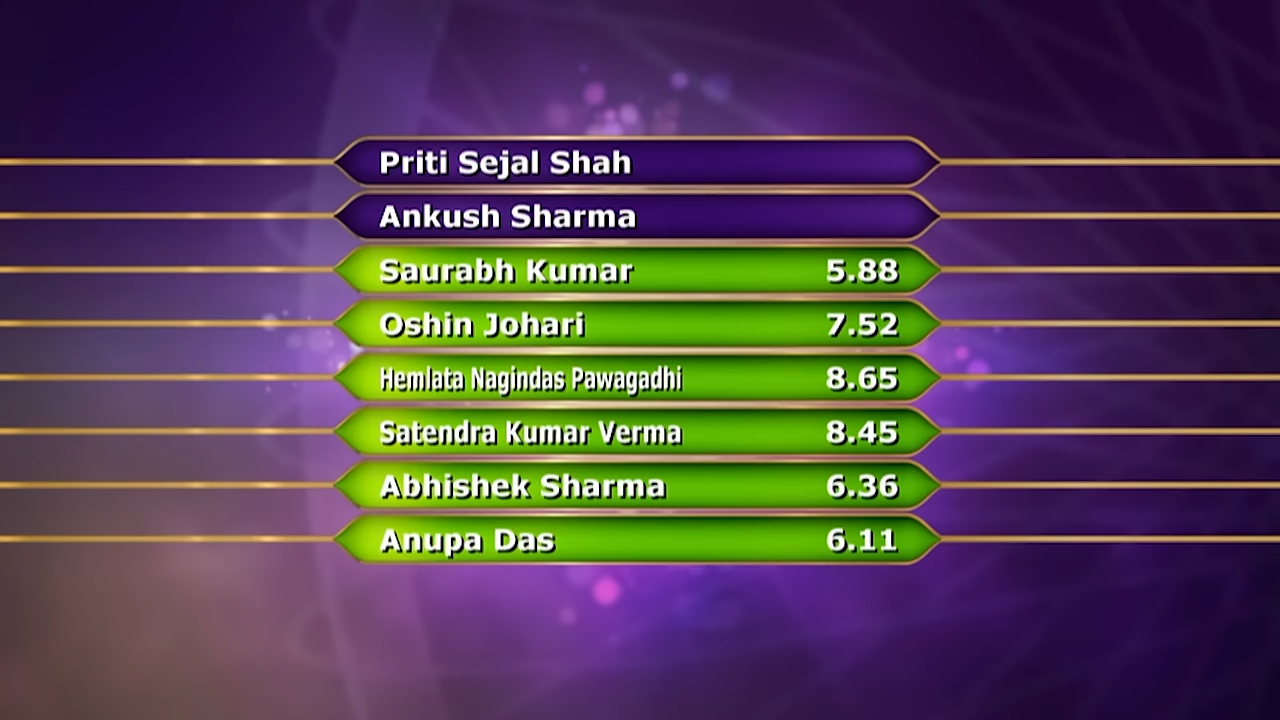 Priti Sejal Shah
Ankush Sharma
Saurabh Kumar 5.88
Oshin Johari 7.52
Hemlata Nagindas Pawagadhi 8.65
Satendra Kumar Verma 8.45
Abhishek Sharma 6.36
Anupa Das 6.11